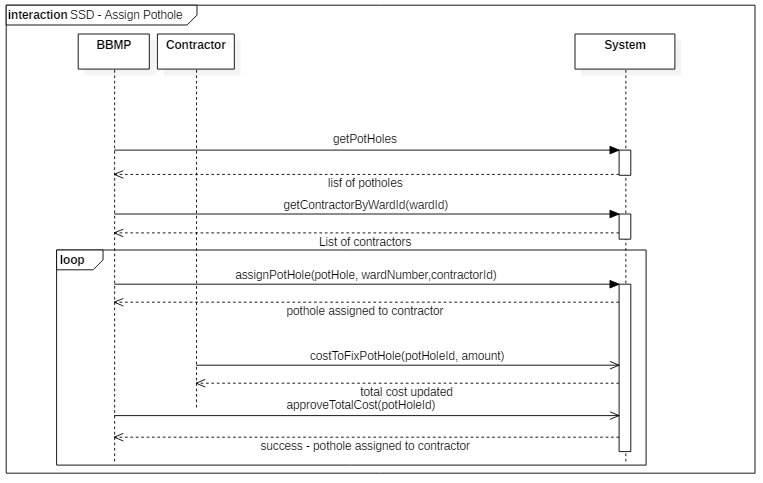 interaction SSD - Assign Pothole
BBMP
Contractor
System
getPotHoles
lisf of potholes
getContractorByWardId(wardId)
List of contractors
loop
assignPotHole(potHole, wardNumber,contractorId)
pothole assigned to contractor
costToFixPotHole(potHoleId, amount)
total cost updated
approveTotalCost(potHoleId)
success - pothole assigned to contractor